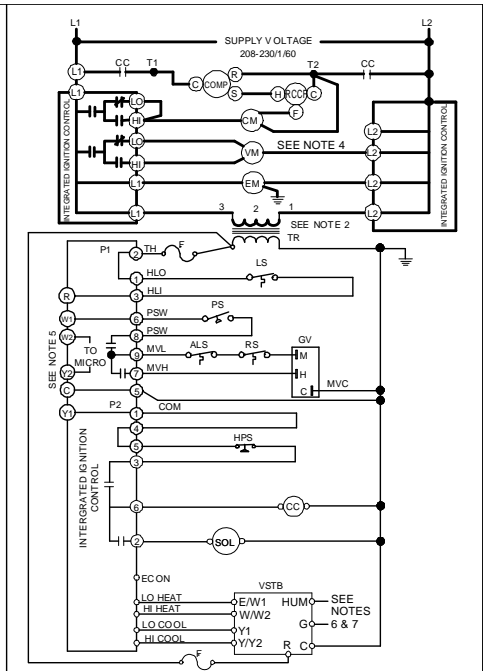 L1 L2
SUPPLY V OLTAGE
208-230/1/60
CC T1 T2 CC
L1 C COMP R S H RCCR C
L1 F
INTEGRATED IGNITION CONTROL
LO
HI CM
LO L2
SEE NOTE 4
HI VM L2
L1 EM L2
L1 3 2 1 L2
INTEGRATED IGNITION CONTROL
SEE NOTE 2
TR
P1 2 TH F
LS
1 HLO
R 3 HLI
PS
W1 6 PSW
W2 8 PSW
TO
MICRO
SEE NOTE 5
9 MVL ALS RS GV M
Y2 7 MVH H
C 5 C MVC
Y1 P2 1 COM
4
5 HPS
3
INTERGRATED IGNITION
CONTROL
6 CC
2 SOL
ECON
VSTB
LO HEAT E/W1 HUM SEE
HI HEAT W/W2 NOTES
G 6 & 7
LO COOL Y1
HI COOL Y/Y2
R C
F